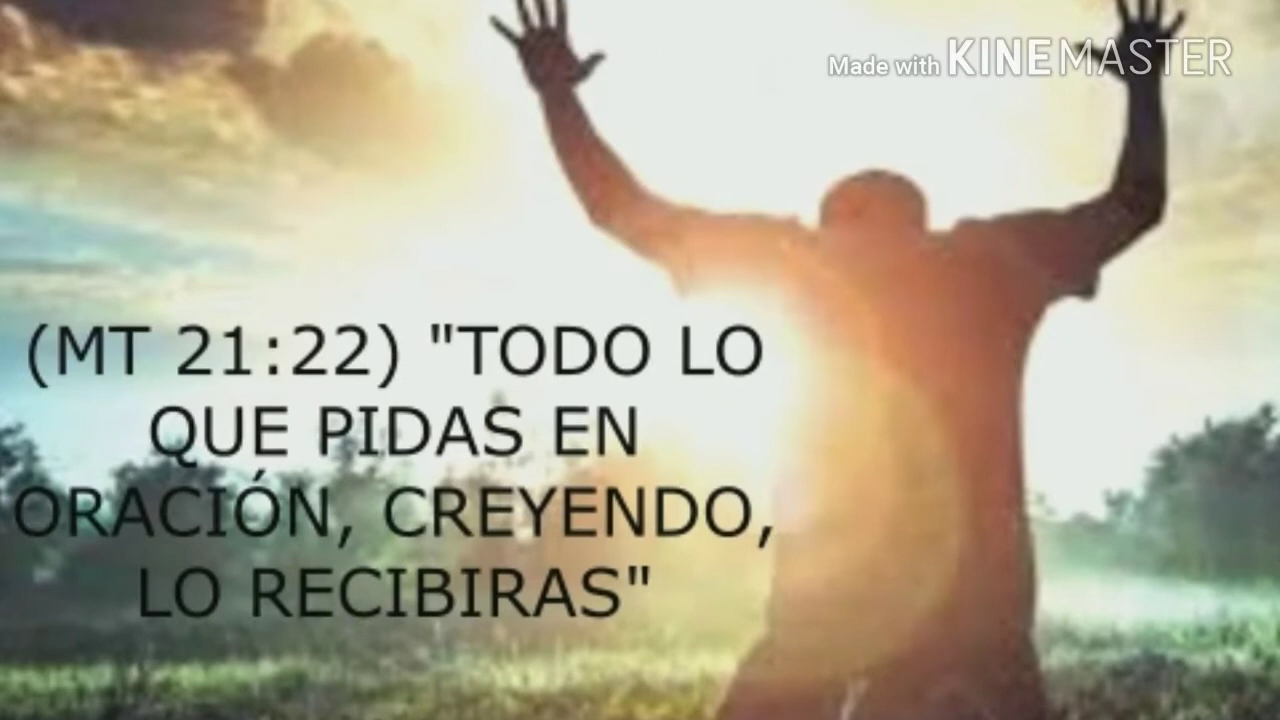 Made with KINEMASTER
(MT 21:22) "TODO LO
QUE PIDAS EN
ORACIÓN, CREYENDO,
LO RECIBIRAS"